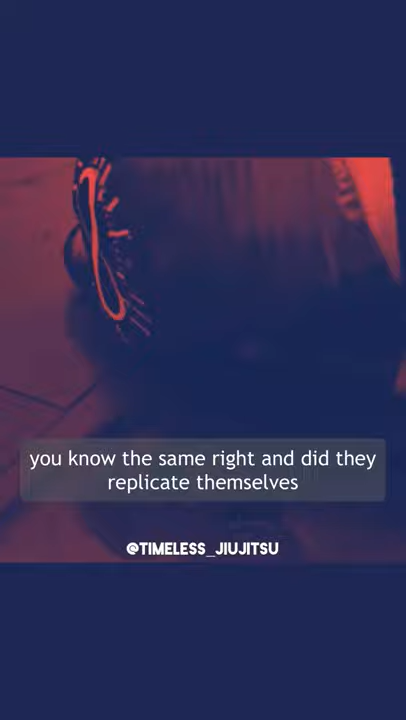 you know the same right and did they
replicate themselves
@TIMELESS_JIUJITSU